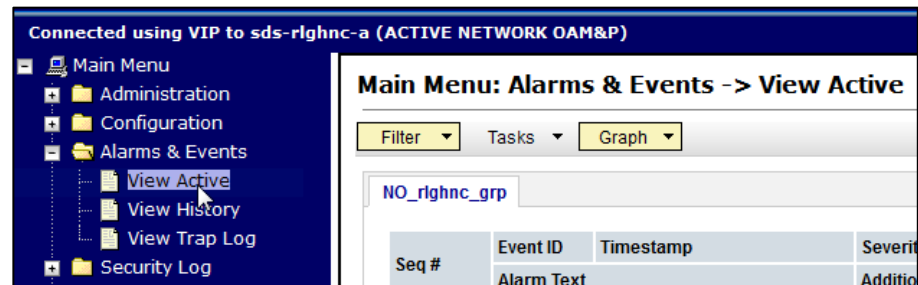 Connected using VIP to sds-rlghnc-a (ACTIVE NETWORK OAM&P)
Main Menu
Administration
Configuration
Alarms & Events
View Active
View History
View Trap Log
Security Log
Main Menu: Alarms & Events -> View Active
Filter Tasks Graph
NO_rlghnc_grp
Seq # Event ID Timestamp
Alarm Text